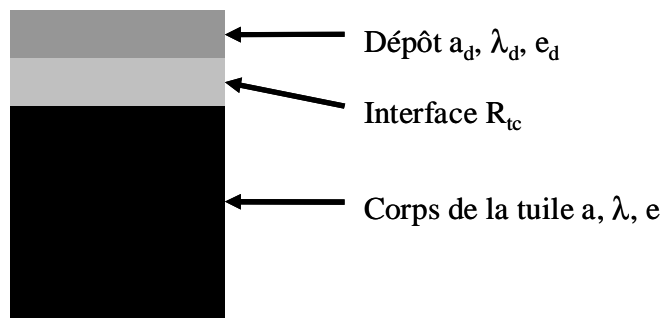 Dépôt a_d, λ_d, e_d
Interface R_tc
Corps de la tuile a, λ, e